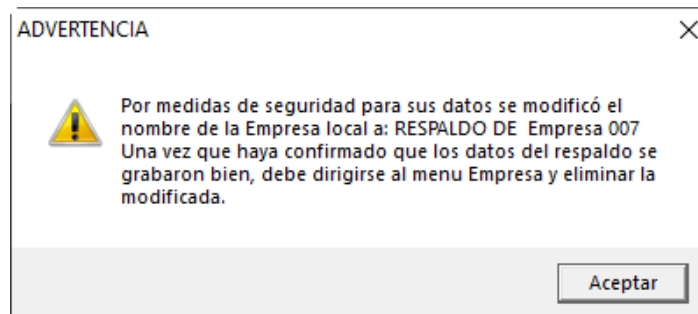 ADVERTENCIA
Por medidas de seguridad para sus datos se modificó el
nombre de la Empresa local a: RESPALDO DE  Empresa 007
Una vez que haya confirmado que los datos del respaldo se
grabaron bien, debe dirigirse al menu Empresa y eliminar la
modificada.
Aceptar